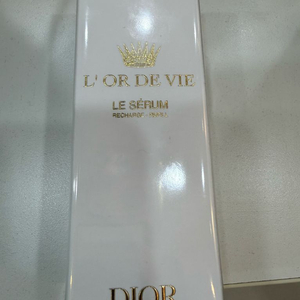 L'OR DE VIE
LE SÉRUM
RECHARGE
DIOR